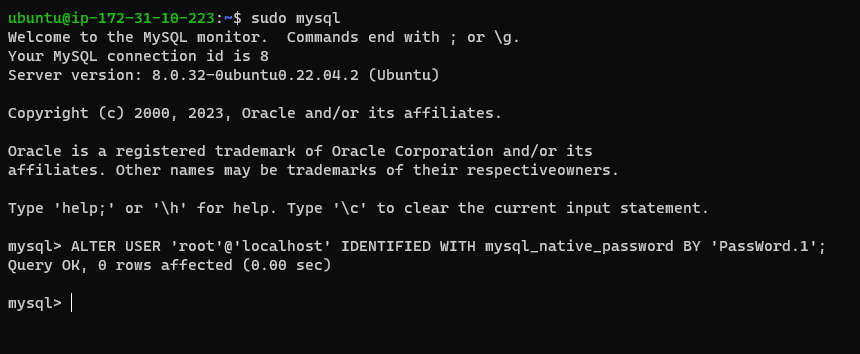 ubuntu@ip-172-31-10-223:~$ sudo mysql
Welcome to the MySQL monitor.  Commands end with ; or \g.
Your MySQL connection id is 8
Server version: 8.0.32-0ubuntu0.22.04.2 (Ubuntu)
Copyright (c) 2000, 2023, Oracle and/or its affiliates.
Oracle is a registered trademark of Oracle Corporation and/or its
affiliates. Other names may be trademarks of their respectiveowners.
Type 'help;' or '\h' for help. Type '\c' to clear the current input statement.
mysql> ALTER USER 'root'@'localhost' IDENTIFIED WITH mysql_native_password BY 'PassWord.1';
Query OK, 0 rows affected (0.00 sec)
mysql>